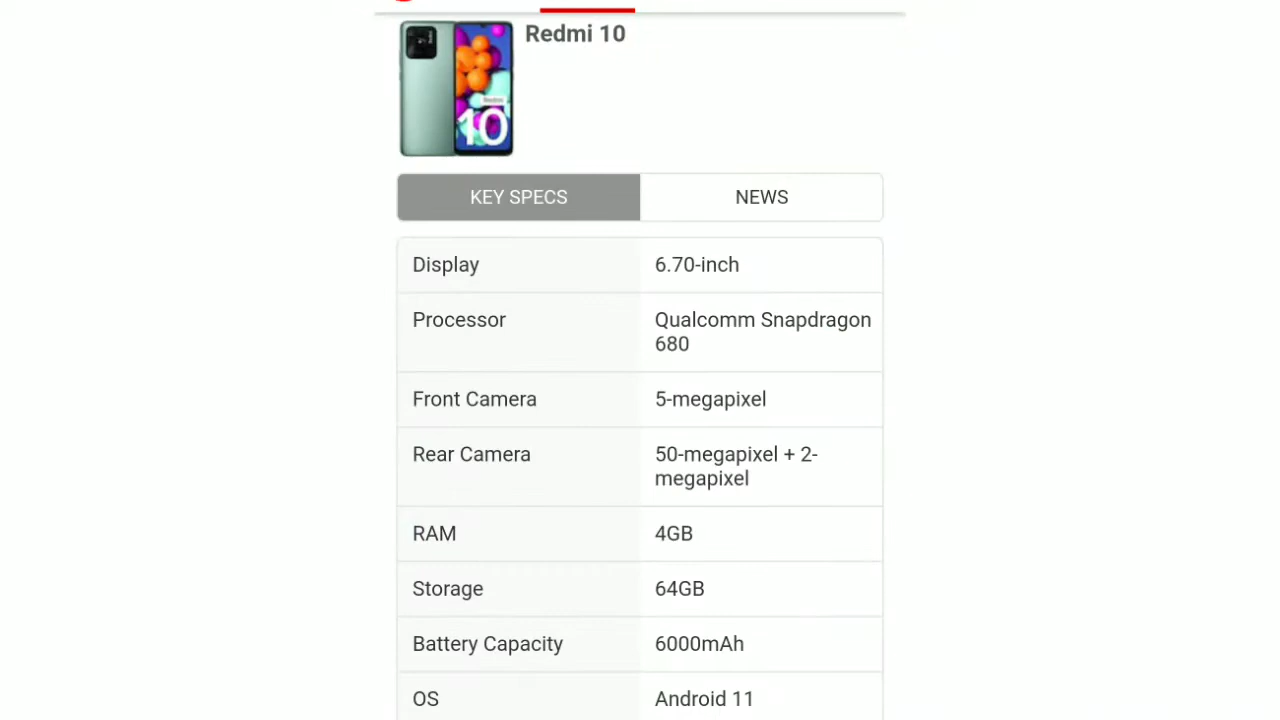 Redmi 10
Redmi
10
KEY SPECS NEWS
Display 6.70-inch
Processor Qualcomm Snapdragon
680
Front Camera 5-megapixel
Rear Camera 50-megapixel + 2-
megapixel
RAM 4GB
Storage 64GB
Battery Capacity 6000mAh
OS Android 11